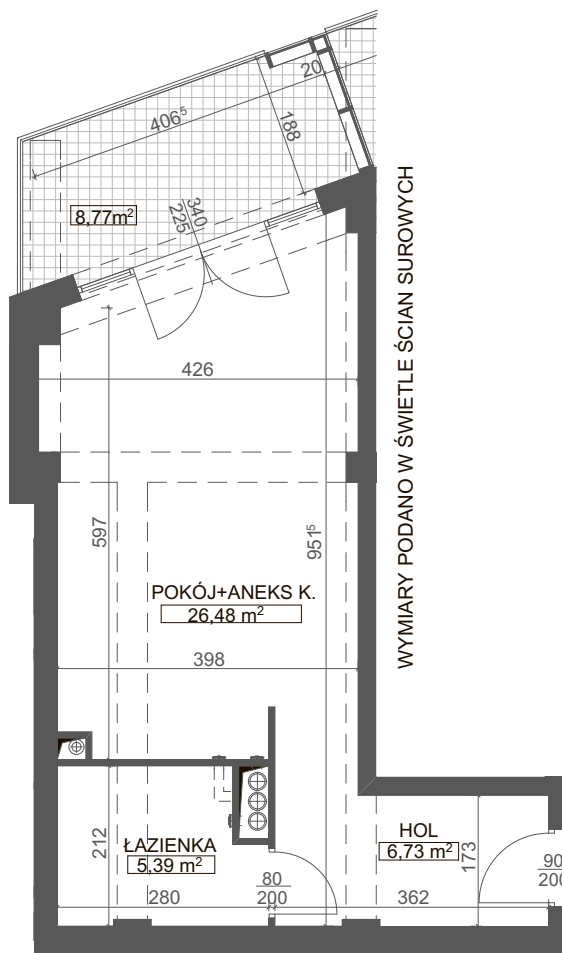 20
406⁵
188
8,77m²
340
225
426
WYMIARY PODANO W ŚWIETLE ŚCIAN SUROWYCH
597
951⁵
POKÓJ+ANEKS K.
26,48 m²
398
212
ŁAZIENKA
5,39 m²
HOL
6,73 m²
173
280
80
200
362
90
200